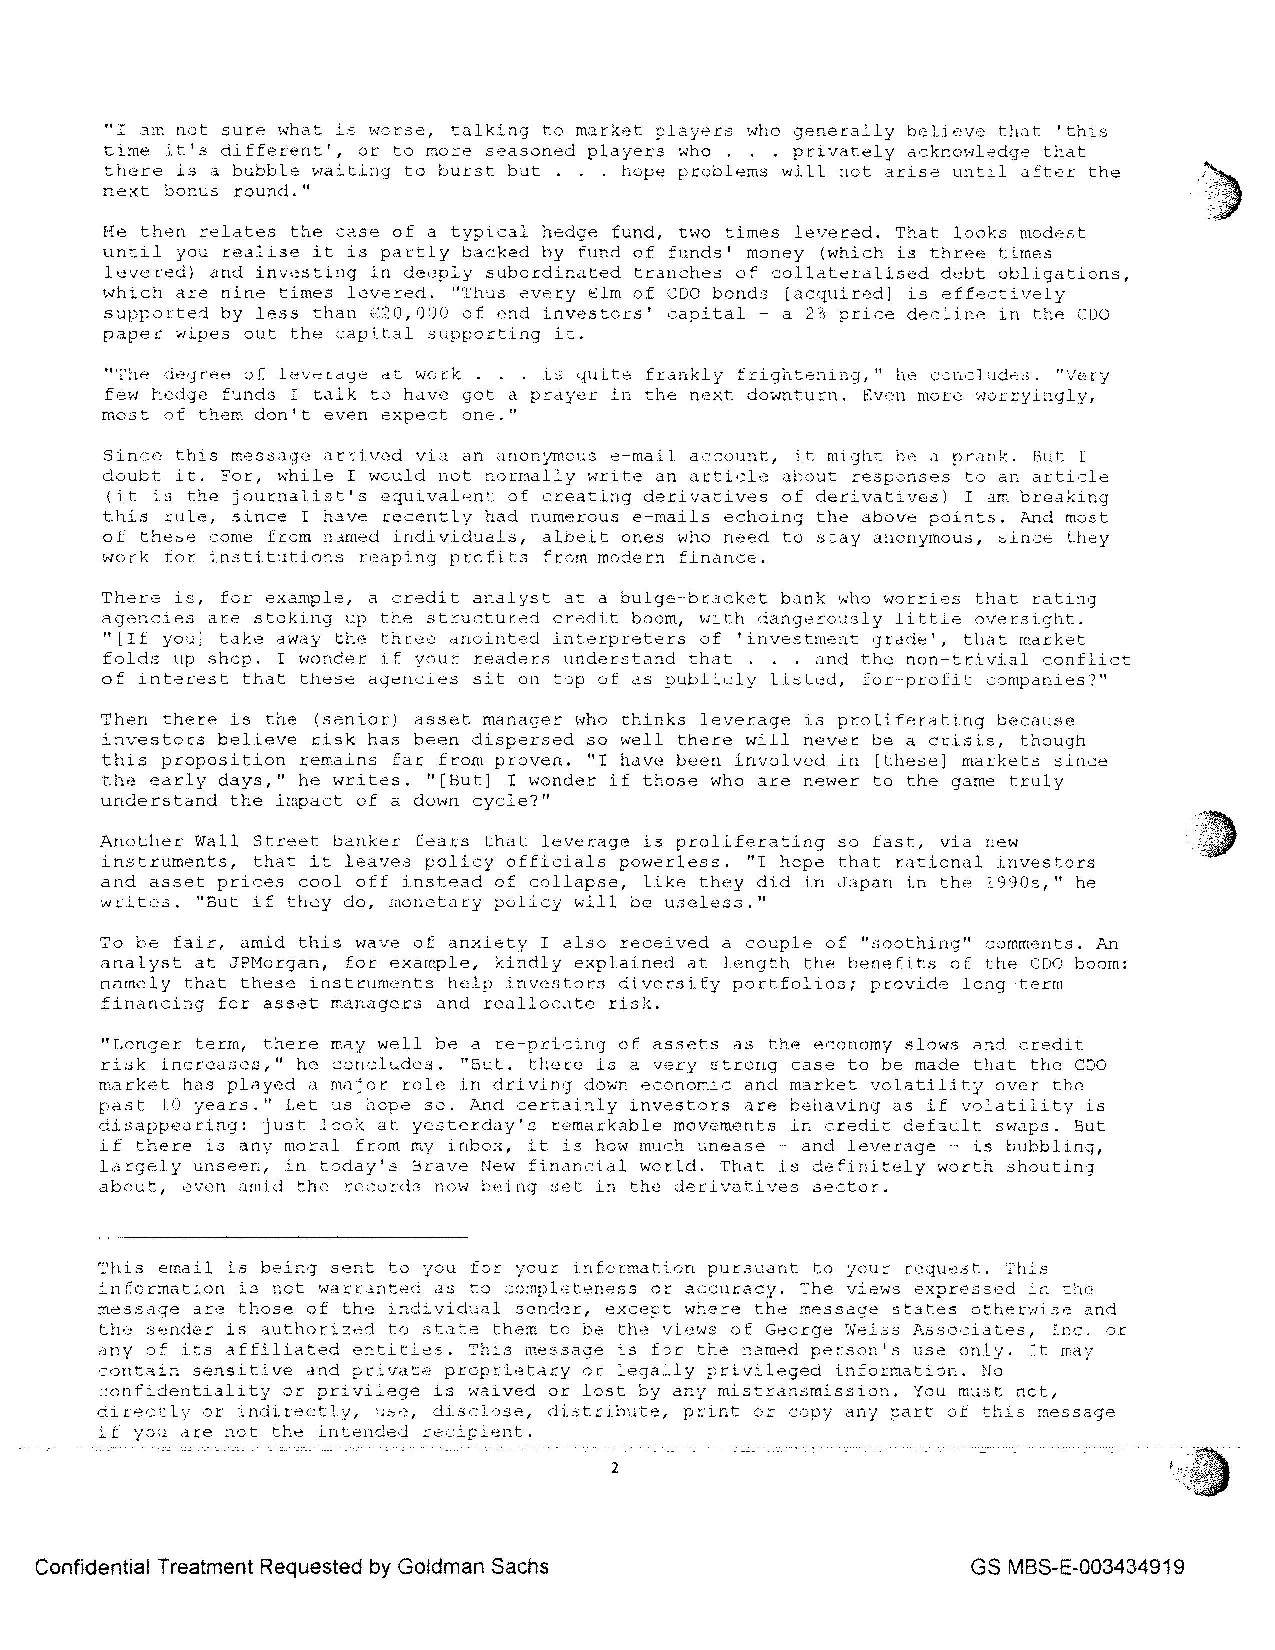 "I am not sure what is worse, talking to market players who generally believe that 'this
time it's different', or to more seasoned players who . . . privately acknowledge that
there is a bubble waiting to burst but . . . hope problems will not arise until after the
next bonus round."
He then relates the case of a typical hedge fund, two times levered. That looks modest
until you realise it is partly backed by fund of funds' money (which is three times
levered) and investing in deeply subordinated tranches of collateralised debt obligations,
which are nine times levered. "Thus every €1m of CDO bonds [acquired] is effectively
supported by less than €20,000 of end investors' capital - a 2% price decline in the CDO
paper wipes out the capital supporting it.
"The degree of leverage at work . . . is quite frankly frightening," he concludes. "Very
few hedge funds I talk to have got a prayer in the next downturn. Even more worryingly,
most of them don't even expect one."
Since this message arrived via an anonymous e-mail account, it might be a prank. But I
doubt it. For, while I would not normally write an article about responses to an article
(it is the journalist's equivalent of creating derivatives of derivatives) I am breaking
this rule, since I have recently had numerous e-mails echoing the above points. And most
of these come from named individuals, albeit ones who need to stay anonymous, since they
work for institutions reaping profits from modern finance.
There is, for example, a credit analyst at a bulge-bracket bank who worries that rating
agencies are stoking up the structured credit boom, with dangerously little oversight.
"[If you] take away the three anointed interpreters of 'investment grade', that market
folds up shop. I wonder if your readers understand that . . . and the non-trivial conflict
of interest that these agencies sit on top of as publicly listed, for-profit companies?"
Then there is the (senior) asset manager who thinks leverage is proliferating because
investors believe risk has been dispersed so well there will never be a crisis, though
this proposition remains far from proven. "I have been involved in [these] markets since
the early days," he writes. "[But] I wonder if those who are newer to the game truly
understand the impact of a down cycle?"
Another Wall Street banker fears that leverage is proliferating so fast, via new
instruments, that it leaves policy officials powerless. "I hope that rational investors
and asset prices cool off instead of collapse, like they did in Japan in the 1990s," he
writes. "But if they do, monetary policy will be useless."
To be fair, amid this wave of anxiety I also received a couple of "soothing" comments. An
analyst at JPMorgan, for example, kindly explained at length the benefits of the CDO boom:
namely that these instruments help investors diversify portfolios; provide long-term
financing for asset managers and reallocate risk.
"Longer term, there may well be a re-pricing of assets as the economy slows and credit
risk increases," he concludes. "But there is a very strong case to be made that the CDO
market has played a major role in driving down economic and market volatility over the
past 10 years." Let us hope so. And certainly investors are behaving as if volatility is
disappearing: just look at yesterday's remarkable movements in credit default swaps. But
if there is any moral from my inbox, it is how much unease - and leverage - is bubbling,
largely unseen, in today's Brave New financial world. That is definitely worth shouting
about, even amid the records now being set in the derivatives sector.
This email is being sent to you for your information pursuant to your request. This
information is not warranted as to completeness or accuracy. The views expressed in the
message are those of the individual sender, except where the message states otherwise and
the sender is authorized to state them to be the views of George Weiss Associates, Inc. or
any of its affiliated entities. This message is for the named person's use only. It may
contain sensitive and private proprietary or legally privileged information. No
confidentiality or privilege is waived or lost by any mistransmission. You must not,
directly or indirectly, use, disclose, distribute, print or copy any part of this message
if you are not the intended recipient.
2
Confidential Treatment Requested by Goldman Sachs
GS MBS-E-003434919